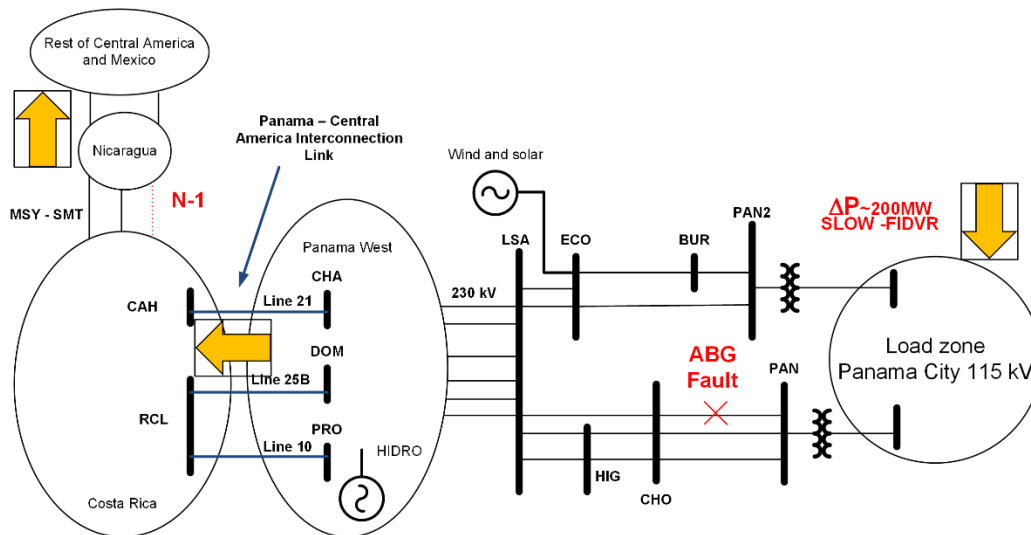 Rest of Central America
and Mexico
Nicaragua
MSY - SMT
N-1
Panama – Central
America Interconnection
Link
Panama West
CAH
Line 21
CHA
DOM
Line 25B
RCL
PRO
Line 10
HIDRO
Costa Rica
Wind and solar
LSA
ECO
BUR
PAN2
230 kV
ΔP~200MW
SLOW -FIDVR
ABG
Fault
PAN
HIG
CHO
Load zone
Panama City 115 kV